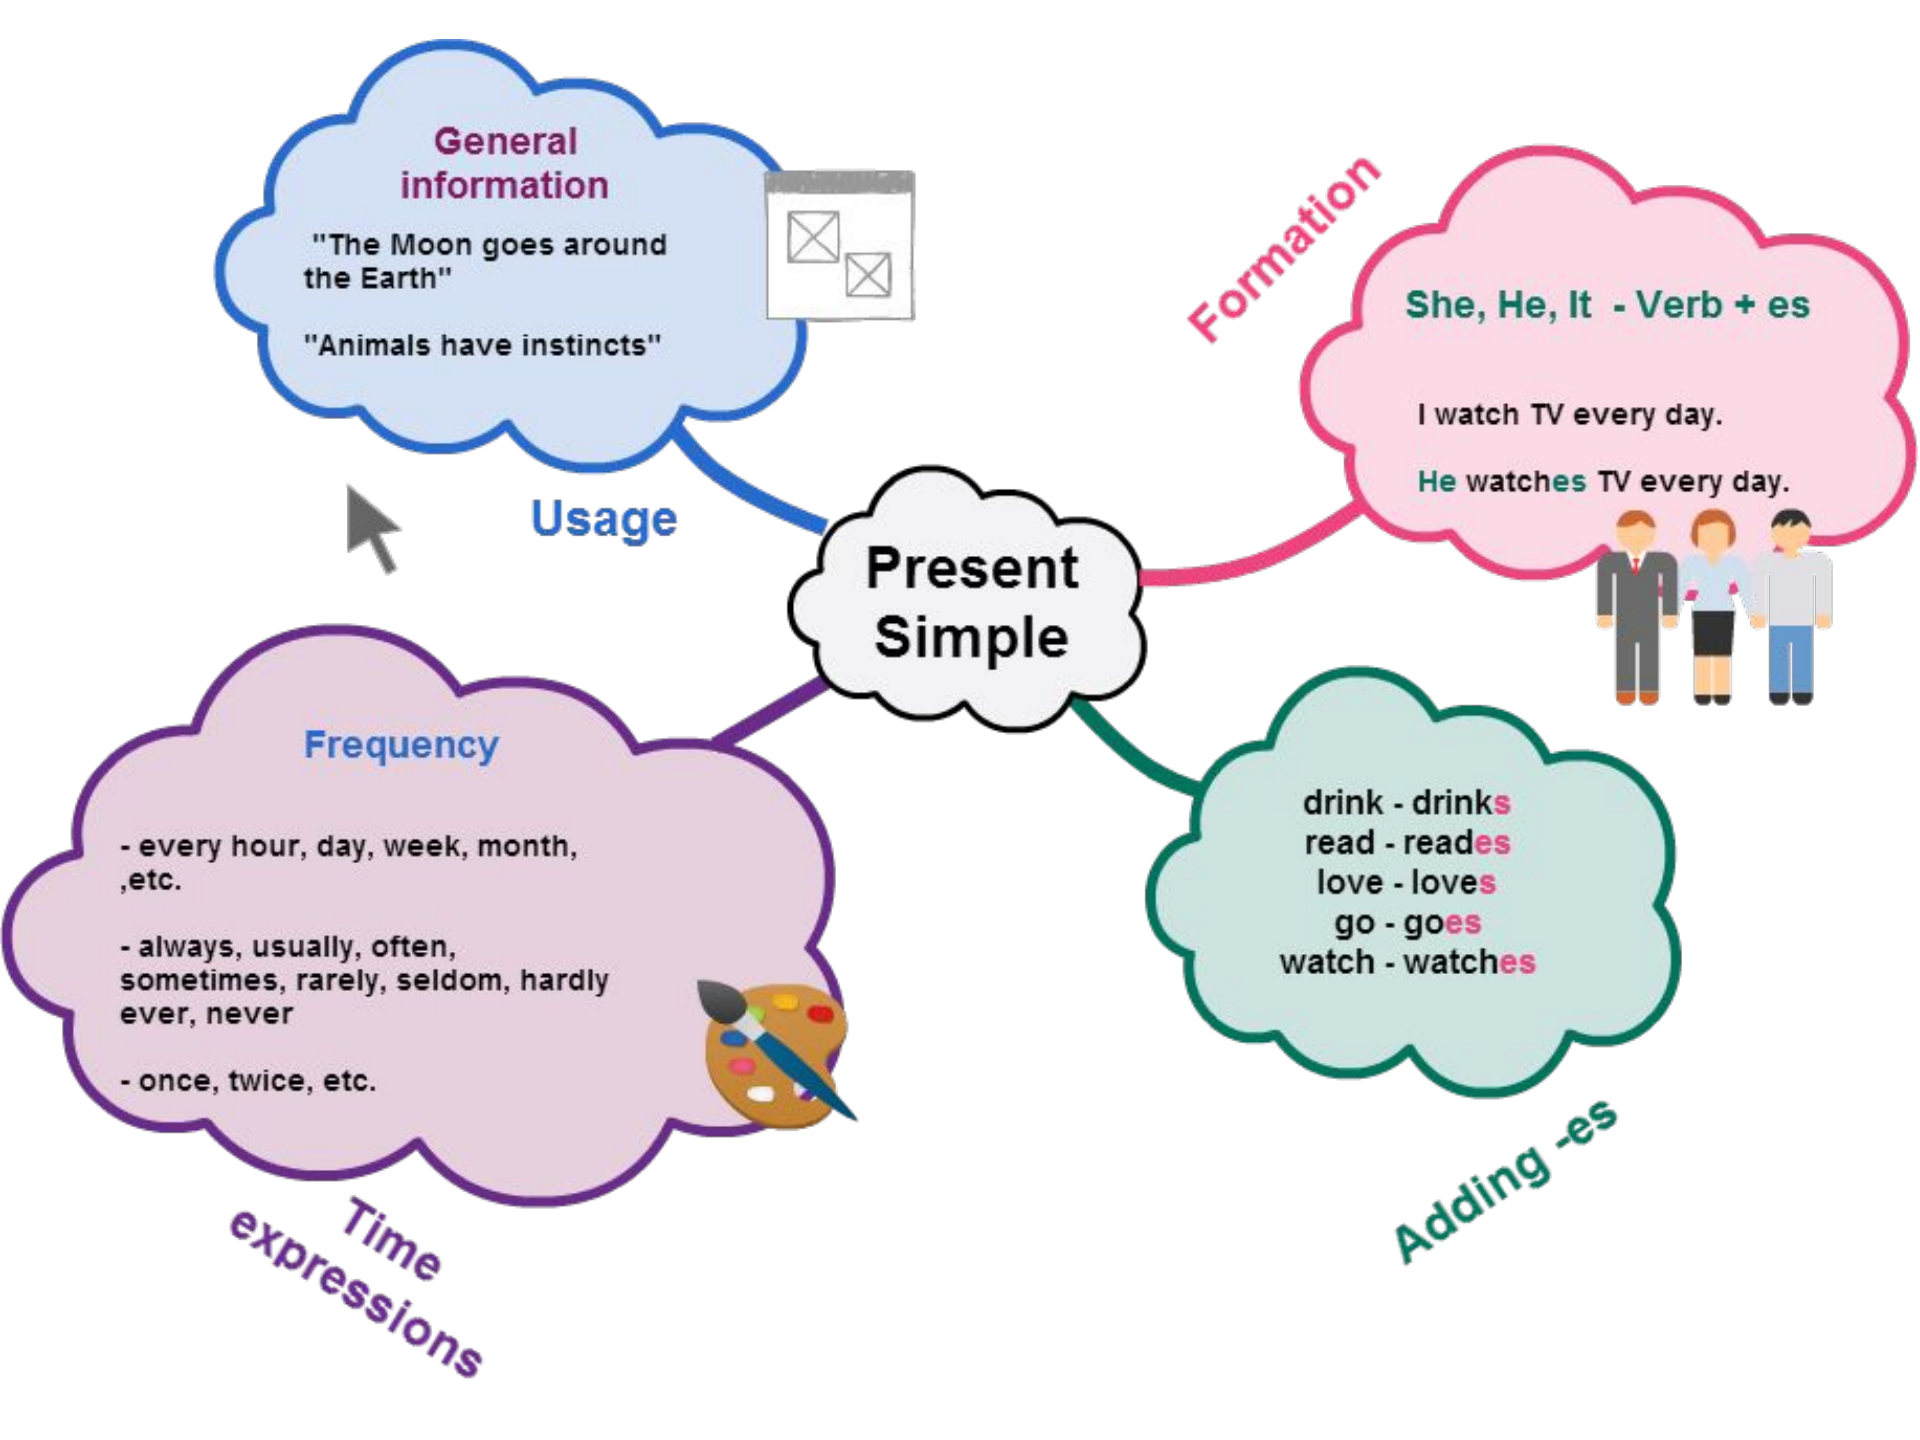 General
information
"The Moon goes around
the Earth"
"Animals have instincts"
Usage
Formation
She, He, It - Verb + es
I watch TV every day.
He watches TV every day.
Present
Simple
Frequency
- every hour, day, week, month,
,etc.
- always, usually, often,
sometimes, rarely, seldom, hardly
ever, never
- once, twice, etc.
Time
expressions
drink - drinks
read - reades
love - loves
go - goes
watch - watches
Adding -es